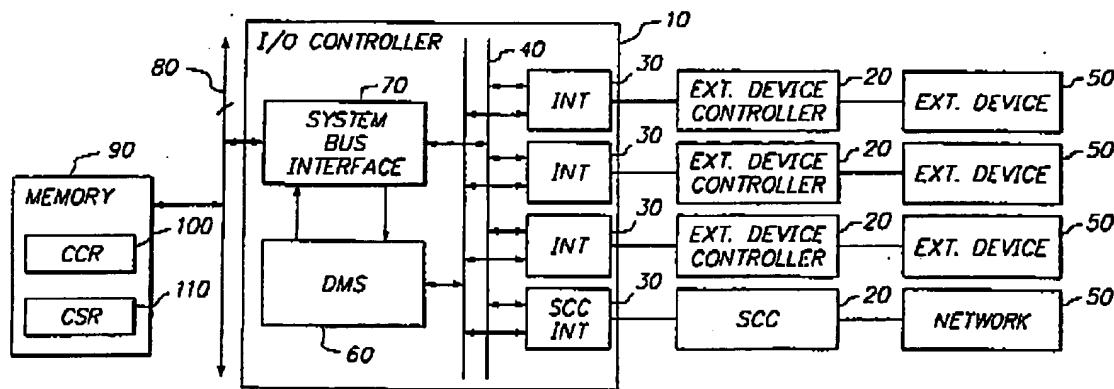 I/O CONTROLLER
10
80
40
70
SYSTEM
BUS
INTERFACE
30
INT
20
EXT. DEVICE
CONTROLLER
50
EXT. DEVICE
30
INT
20
EXT. DEVICE
CONTROLLER
50
EXT. DEVICE
90
MEMORY
100
CCR
110
CSR
DMS
60
30
INT
20
EXT. DEVICE
CONTROLLER
50
EXT. DEVICE
30
SCC
INT
20
SCC
50
NETWORK